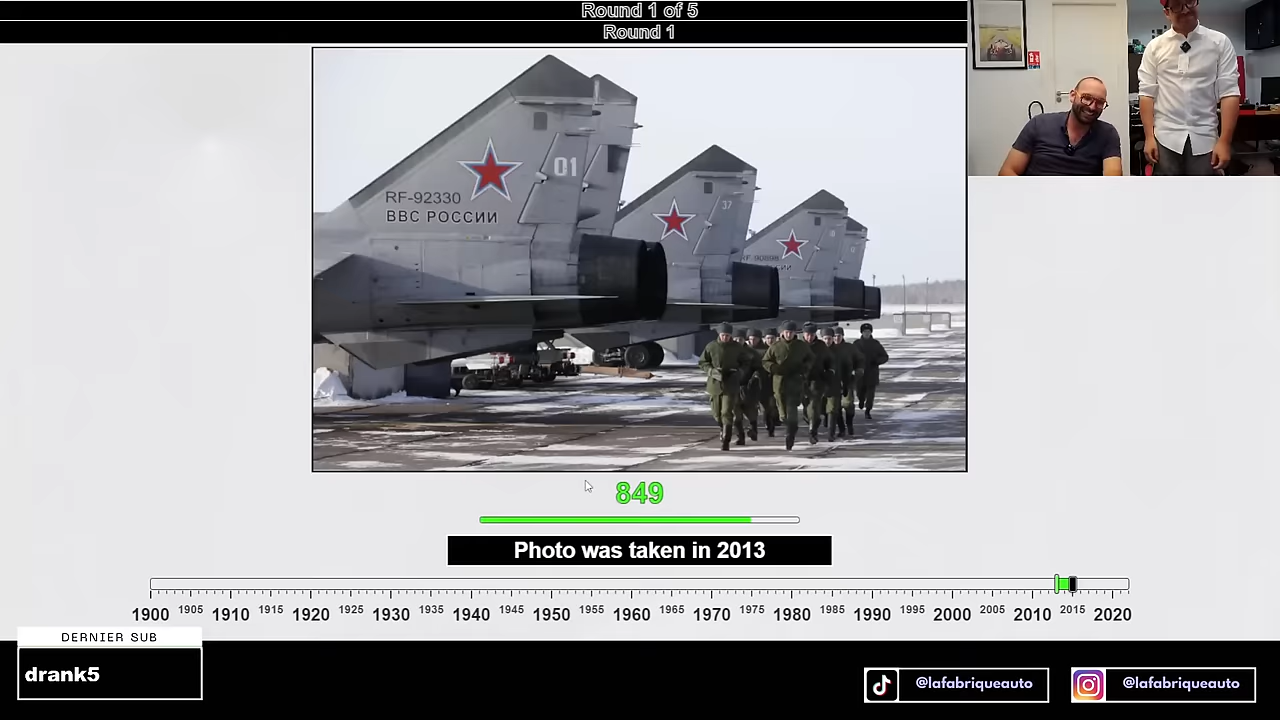 Round 1 of 5
Round 1
01
RF-92330
ВВС РОССИИ
37
849
Photo was taken in 2013
1900 1905 1910 1915 1920 1925 1930 1935 1940 1945 1950 1955 1960 1965 1970 1975 1980 1985 1990 1995 2000 2005 2010 2015 2020
DERNIER SUB
drank5
@lafabriqueauto
@lafabriqueauto